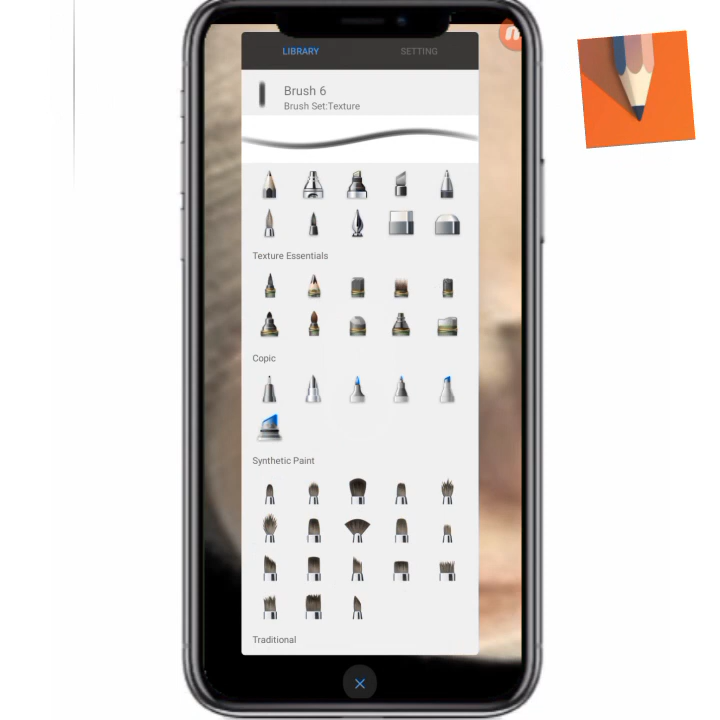 LIBRARY
SETTING
Brush 6
Brush Set:Texture
Texture Essentials
Copic
Synthetic Paint
Traditional